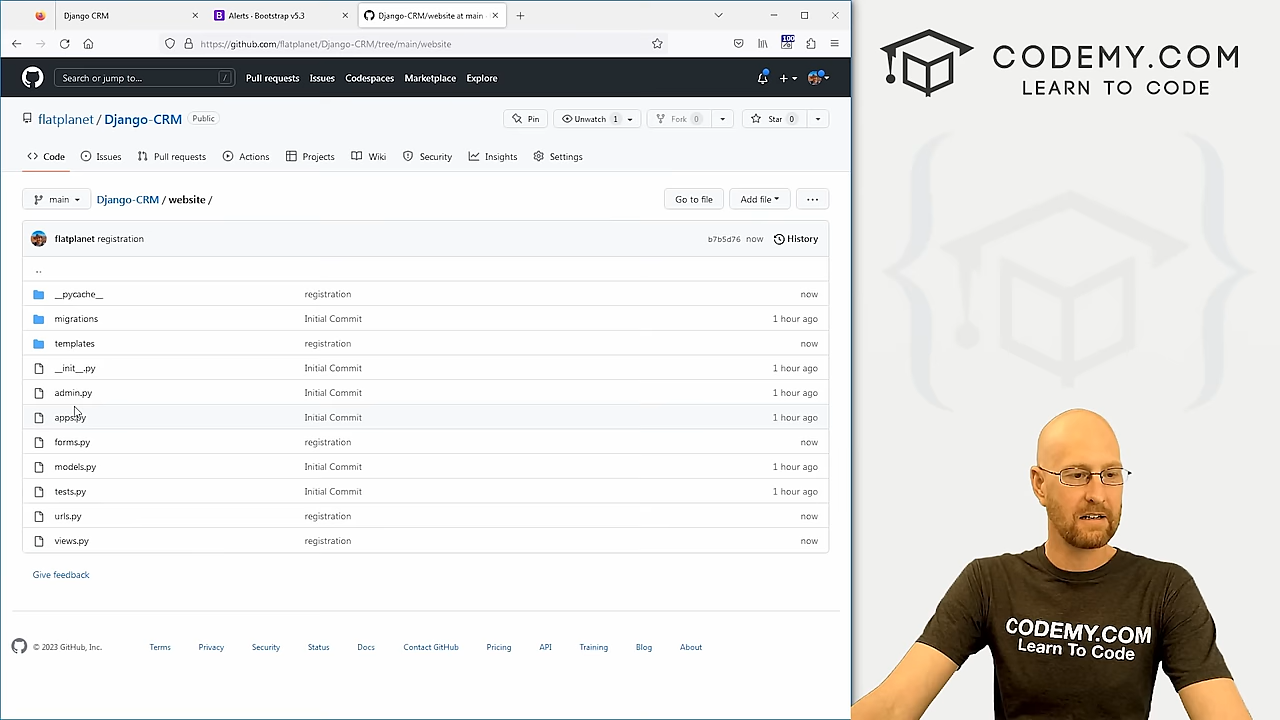 Django CRM
Alerts · Bootstrap v5.3
Django-CRM/website at main ·
https://github.com/flatplanet/Django-CRM/tree/main/website
100
Search or jump to...
/
Pull requests
Issues
Codespaces
Marketplace
Explore
flatplanet / Django-CRM
Public
Pin
Unwatch 1
Fork 0
Star 0
Code
Issues
Pull requests
Actions
Projects
Wiki
Security
Insights
Settings
main
Django-CRM / website /
Go to file
Add file
...
flatplanet registration
b7b5d76 now
History
..
__pycache__ registration now
migrations Initial Commit 1 hour ago
templates registration now
__init__.py Initial Commit 1 hour ago
admin.py Initial Commit 1 hour ago
apps.py Initial Commit 1 hour ago
forms.py registration now
models.py Initial Commit 1 hour ago
tests.py Initial Commit 1 hour ago
urls.py registration now
views.py registration now
Give feedback
© 2023 GitHub, Inc.
Terms
Privacy
Security
Status
Docs
Contact GitHub
Pricing
API
Training
Blog
About
CODEMY.COM
LEARN TO CODE
CODEMY.COM
Learn To Code